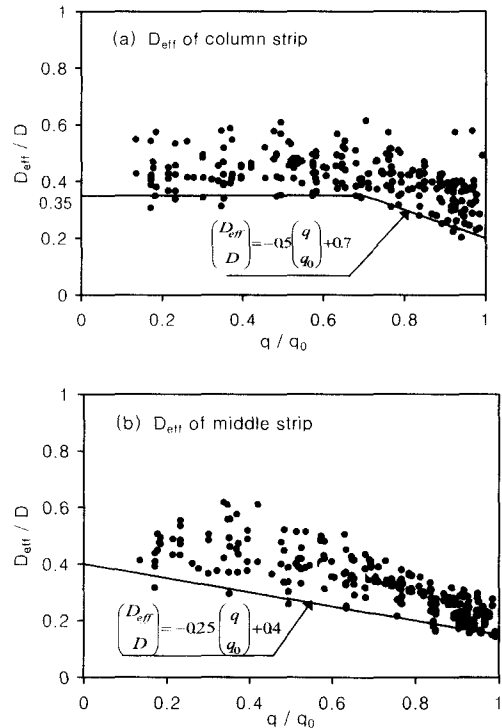 (a) D_eff of column strip
1
0.8
0.6
0.4
0.35
0.2
0
D_eff / D
(D_eff / D) = -0.5 (q / q_0) + 0.7
0 0.2 0.4 0.6 0.8 1
q / q_0
(b) D_eff of middle strip
1
0.8
0.6
0.4
0.2
0
D_eff / D
(D_eff / D) = -0.25 (q / q_0) + 0.4
0 0.2 0.4 0.6 0.8 1
q / q_0